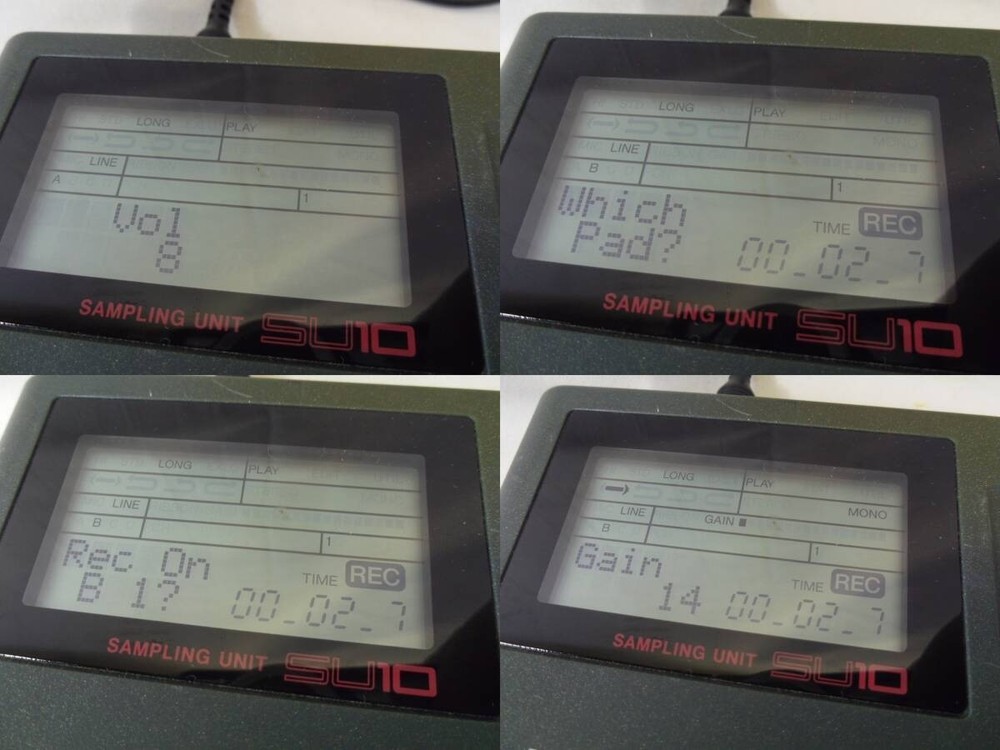 LONG PLAY
LINE
A
1
Vol
8
SAMPLING UNIT SU10
LONG PLAY
LINE
B
1
Which
Pad?
TIME REC
00_02_7
SAMPLING UNIT SU10
LONG PLAY
LINE
B
1
Rec On
B 1?
TIME REC
00_02_7
SAMPLING UNIT SU10
LONG PLAY
MONO
LINE GAIN
B
1
Gain
14
TIME REC
00_02_7
SAMPLING UNIT SU10